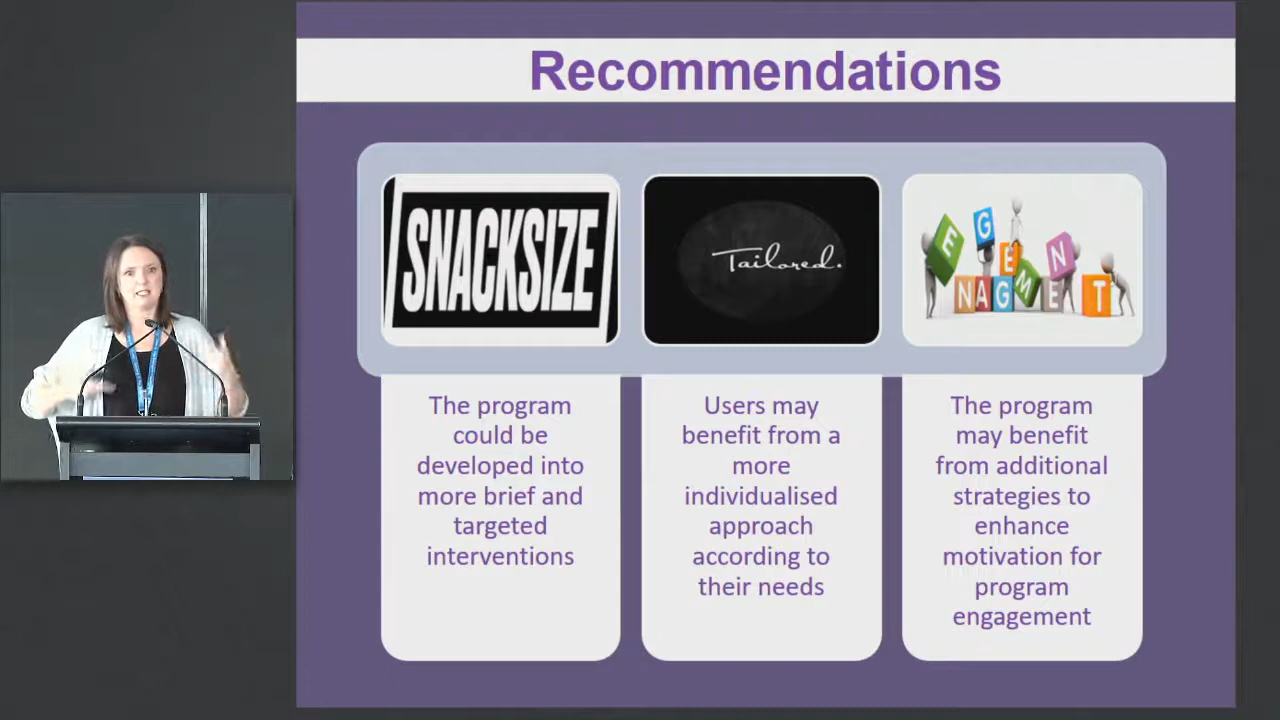 Recommendations
SNACKSIZE
Tailored.
E
G
E
N
NAGMET
The program
could be
developed into
more brief and
targeted
interventions
Users may
benefit from a
more
individualised
approach
according to
their needs
The program
may benefit
from additional
strategies to
enhance
motivation for
program
engagement